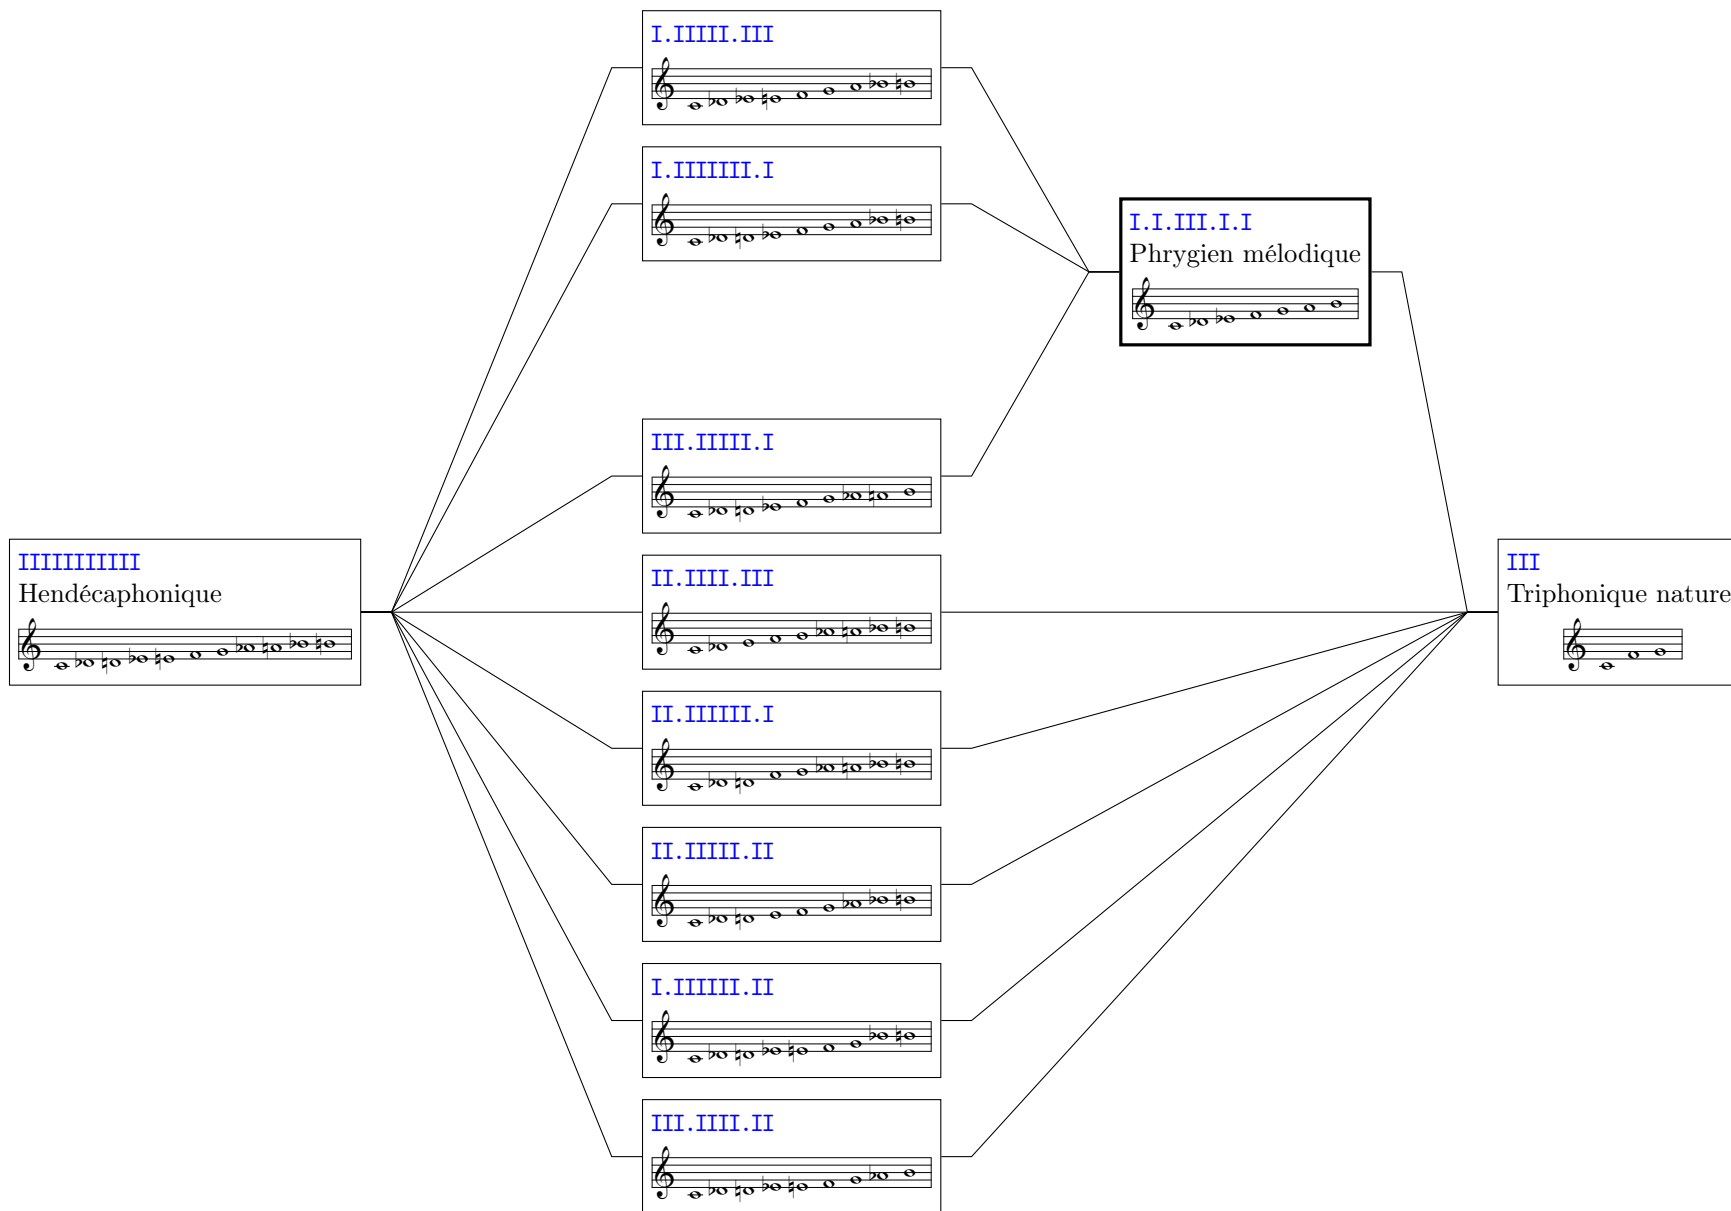 I.IIIII.III
I.IIIIIII.I
I.I.III.I.I
Phrygien mélodique
III.IIIII.I
IIIIIIIIIII
Hendécaphonique
II.IIII.III
III
Triphonique nature
II.IIIIII.I
II.IIIII.II
I.IIIIII.II
III.IIII.II